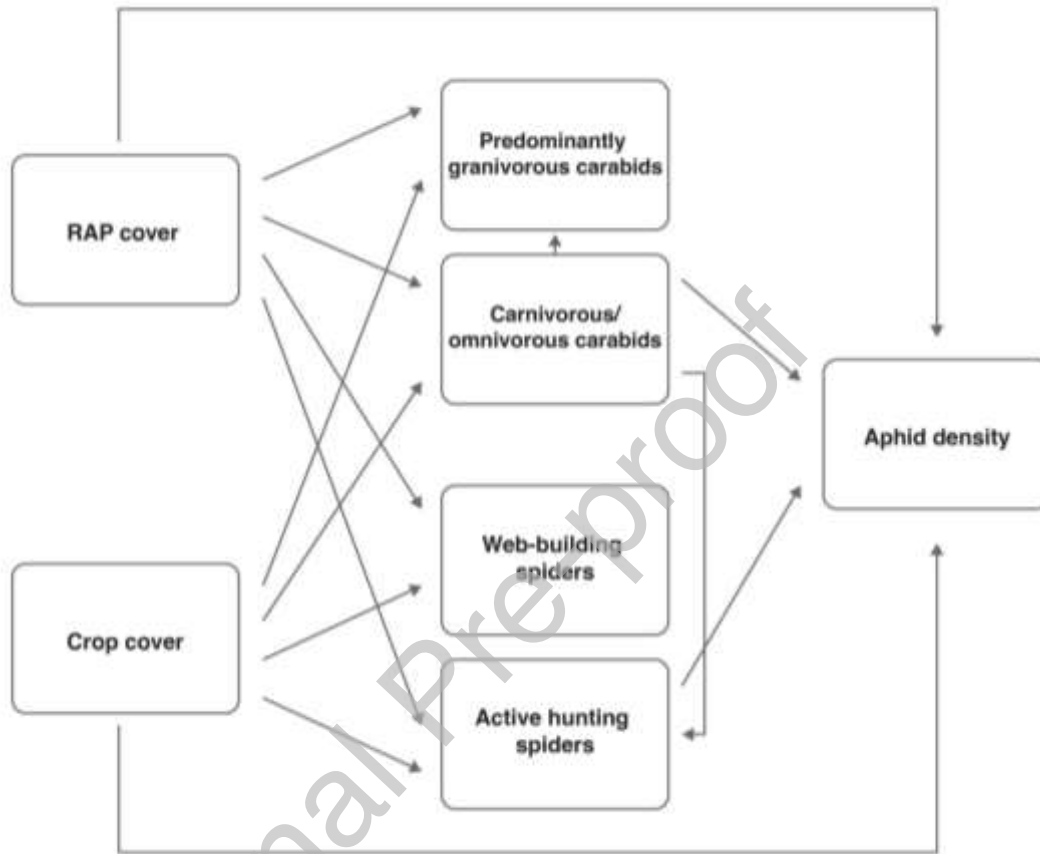 Predominantly
granivorous carabids
RAP cover
Carnivorous/
omnivorous carabids
Aphid density
Web-building
spiders
Crop cover
Active hunting
spiders
nal Pre-proof